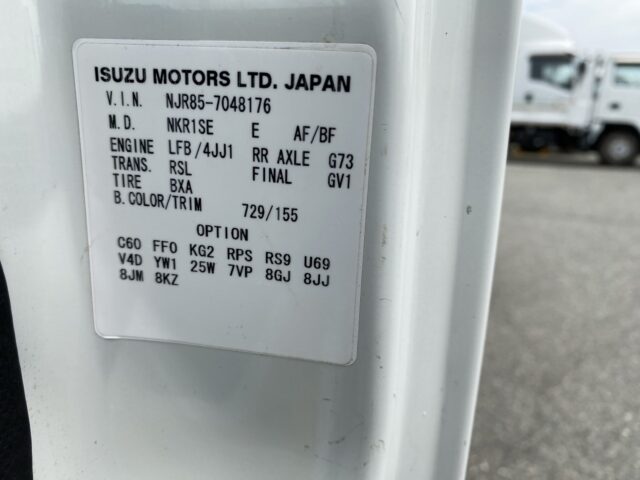 ISUZU MOTORS LTD. JAPAN
V.I.N. NJR85-7048176
M.D. NKR1SE E AF/BF
ENGINE LFB/4JJ1 RR AXLE G73
TRANS. RSL FINAL GV1
TIRE BXA
B.COLOR/TRIM 729/155
OPTION
C60 FF0 KG2 RPS RS9 U69
V4D YW1 25W 7VP 8GJ 8JJ
8JM 8KZ